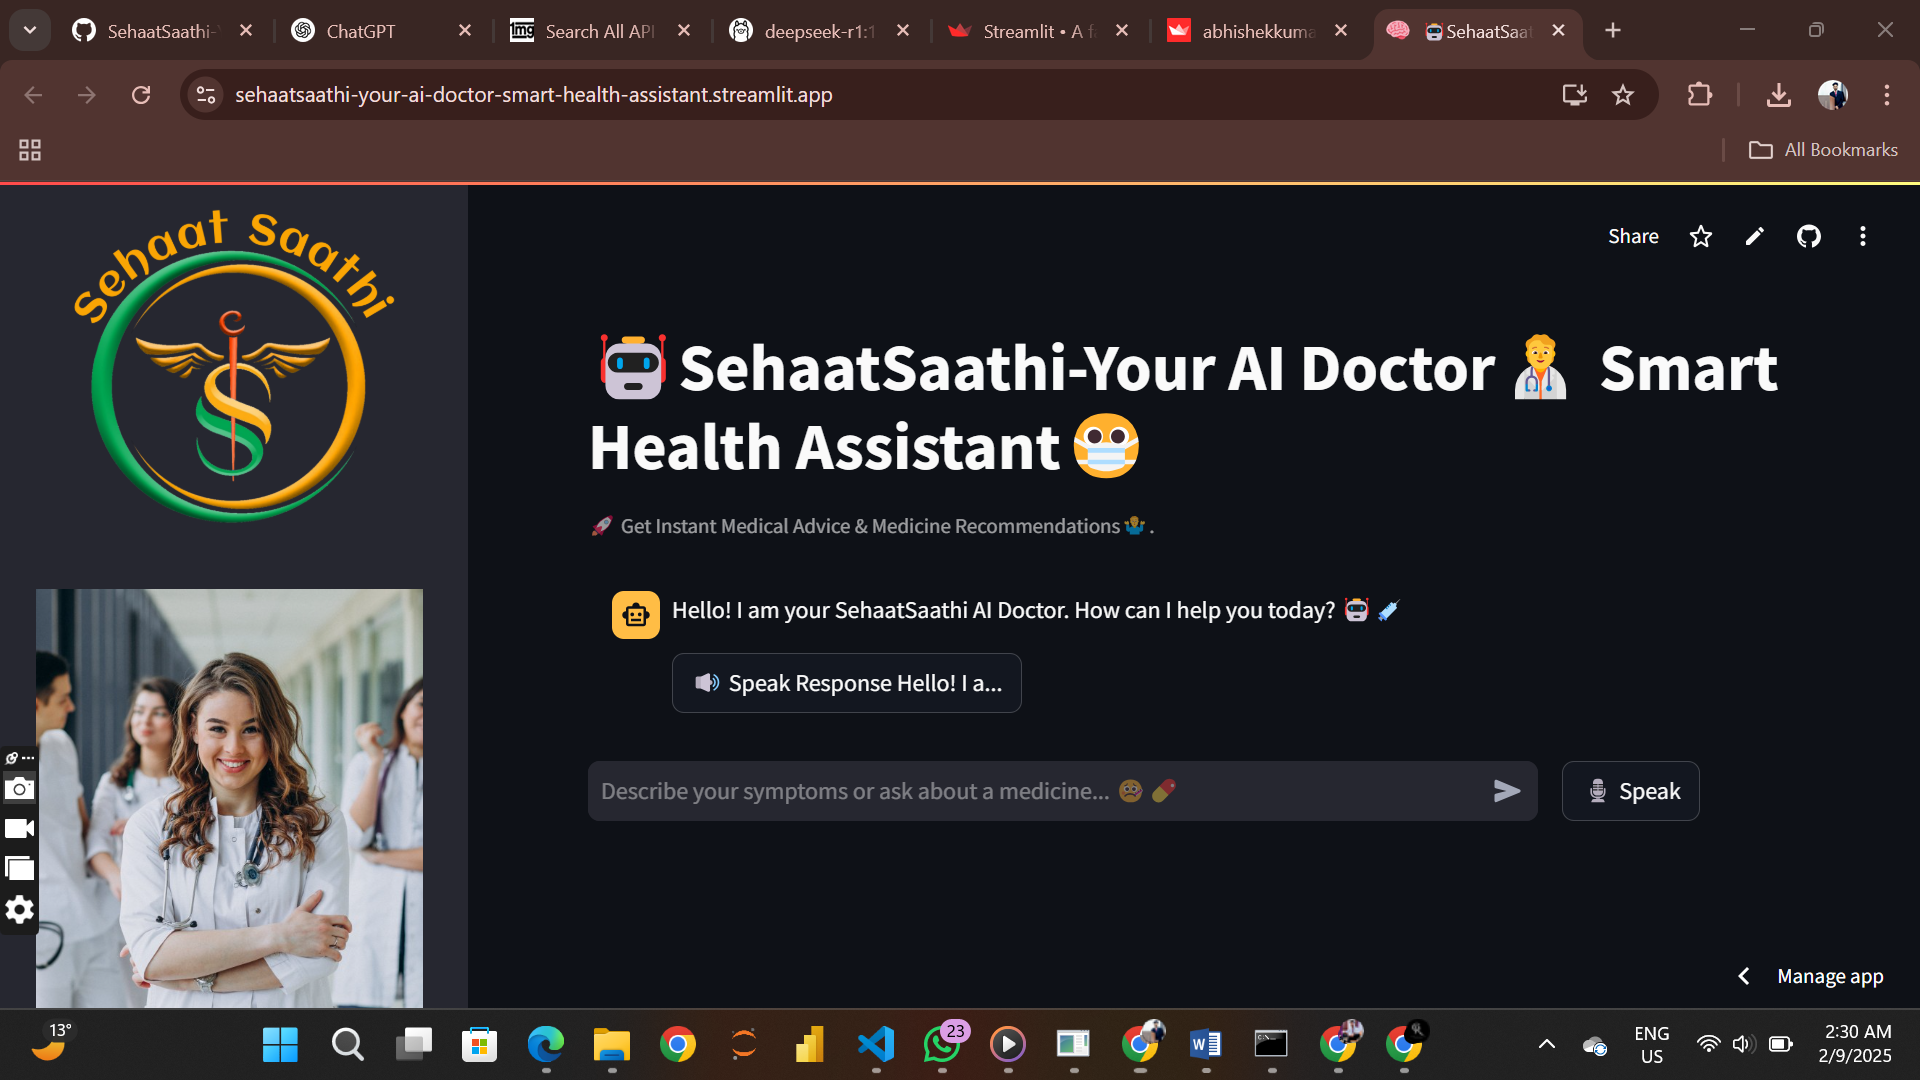 SehaatSaathi-Y
ChatGPT
1mg
Search All API
deepseek-r1:1
Streamlit • A fa
abhishekkuma
SehaatSaat
sehaatsaathi-your-ai-doctor-smart-health-assistant.streamlit.app
All Bookmarks
Sehaat Saathi
Share
SehaatSaathi-Your AI Doctor Smart
Health Assistant
Get Instant Medical Advice & Medicine Recommendations .
Hello! I am your SehaatSaathi AI Doctor. How can I help you today?
Speak Response Hello! I a...
Describe your symptoms or ask about a medicine...
Speak
Manage app
13°
23
ENG
US
2:30 AM
2/9/2025